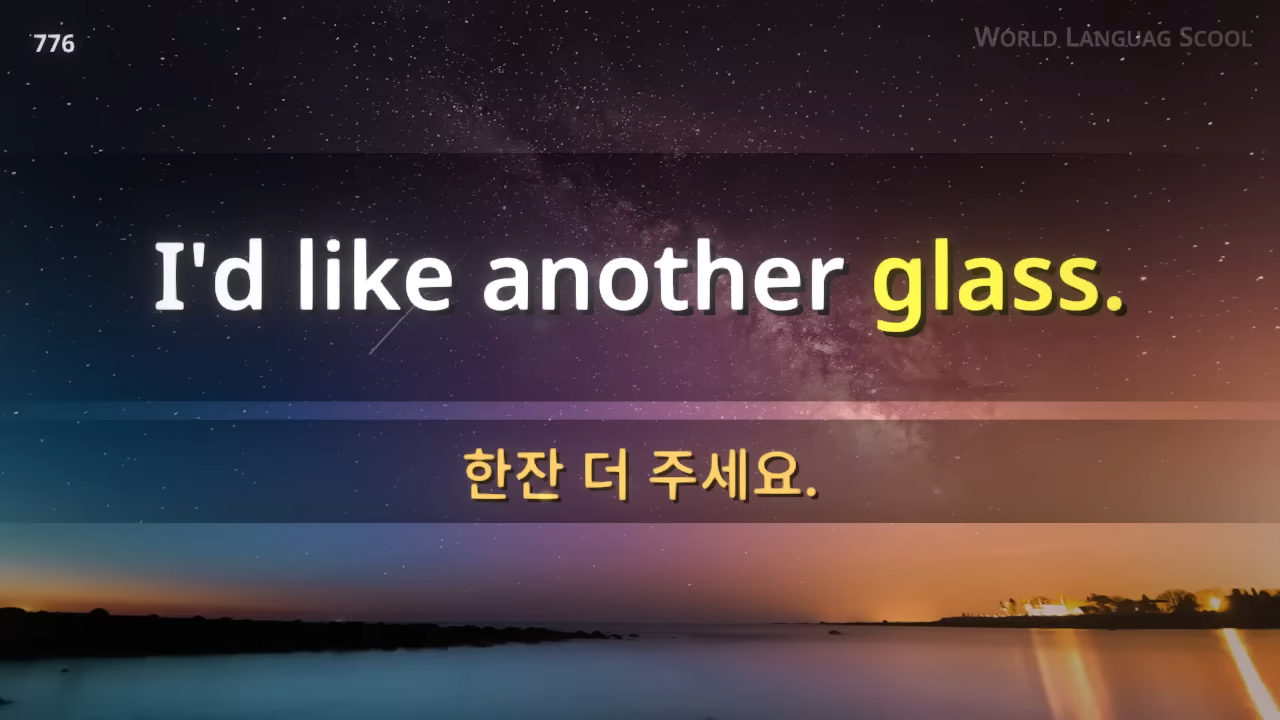 776
World Languag Scool
I'd like another glass.
한잔 더 주세요.